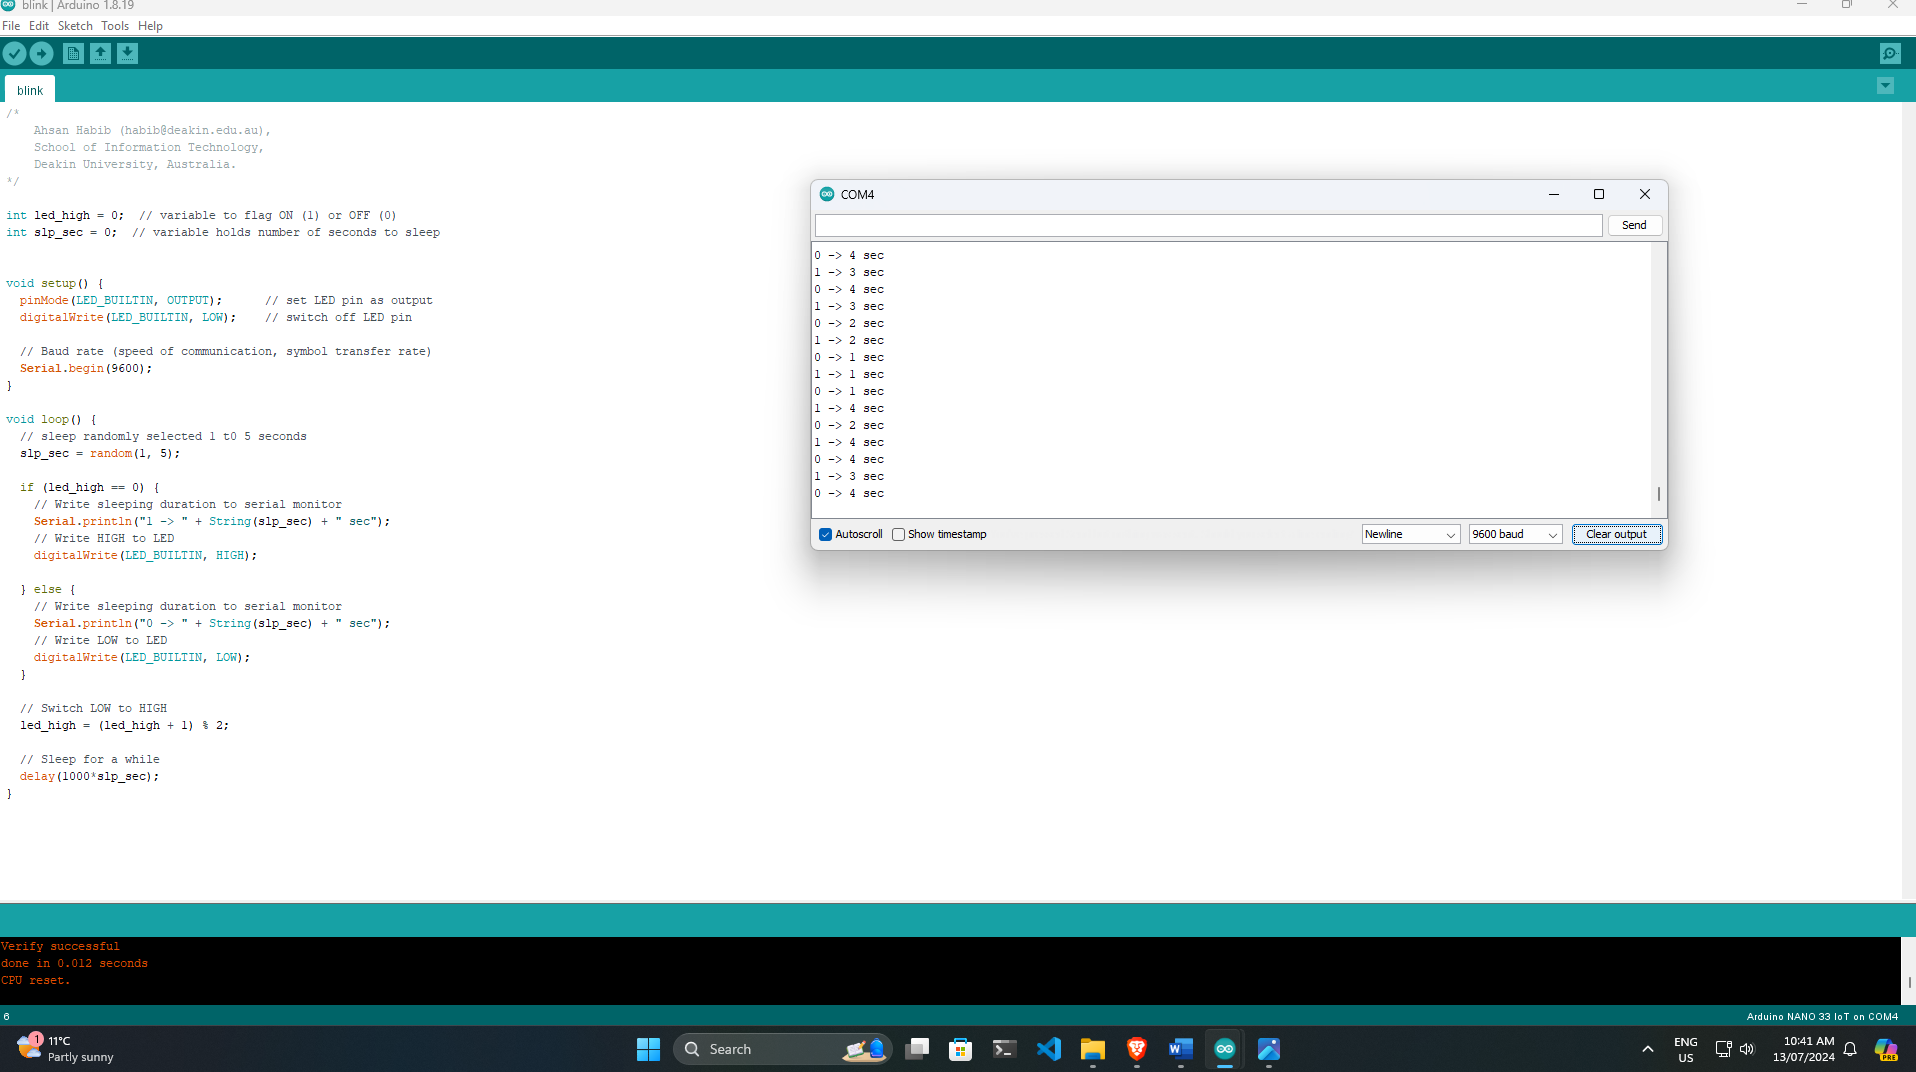 blink | Arduino 1.8.19
File Edit Sketch Tools Help
blink
/*
    Ahsan Habib (habib@deakin.edu.au),
    School of Information Technology,
    Deakin University, Australia.
*/
int led_high = 0;  // variable to flag ON (1) or OFF (0)
int slp_sec = 0;  // variable holds number of seconds to sleep
void setup() {
  pinMode(LED_BUILTIN, OUTPUT);      // set LED pin as output
  digitalWrite(LED_BUILTIN, LOW);    // switch off LED pin
  // Baud rate (speed of communication, symbol transfer rate)
  Serial.begin(9600);
}
void loop() {
  // sleep randomly selected 1 t0 5 seconds
  slp_sec = random(1, 5);
  if (led_high == 0) {
    // Write sleeping duration to serial monitor
    Serial.println("1 -> " + String(slp_sec) + " sec");
    // Write HIGH to LED
    digitalWrite(LED_BUILTIN, HIGH);
  } else {
    // Write sleeping duration to serial monitor
    Serial.println("0 -> " + String(slp_sec) + " sec");
    // Write LOW to LED
    digitalWrite(LED_BUILTIN, LOW);
  }
  // Switch LOW to HIGH
  led_high = (led_high + 1) % 2;
  // Sleep for a while
  delay(1000*slp_sec);
}
COM4
Send
0 -> 4 sec
1 -> 3 sec
0 -> 4 sec
1 -> 3 sec
0 -> 2 sec
1 -> 2 sec
0 -> 1 sec
1 -> 1 sec
0 -> 1 sec
1 -> 4 sec
0 -> 2 sec
1 -> 4 sec
0 -> 4 sec
1 -> 3 sec
0 -> 4 sec
Autoscroll Show timestamp Newline 9600 baud Clear output
Verify successful
done in 0.012 seconds
CPU reset.
6 Arduino NANO 33 IoT on COM4
1
11°C
Partly sunny
Search
ENG
US
10:41 AM
13/07/2024
PRE